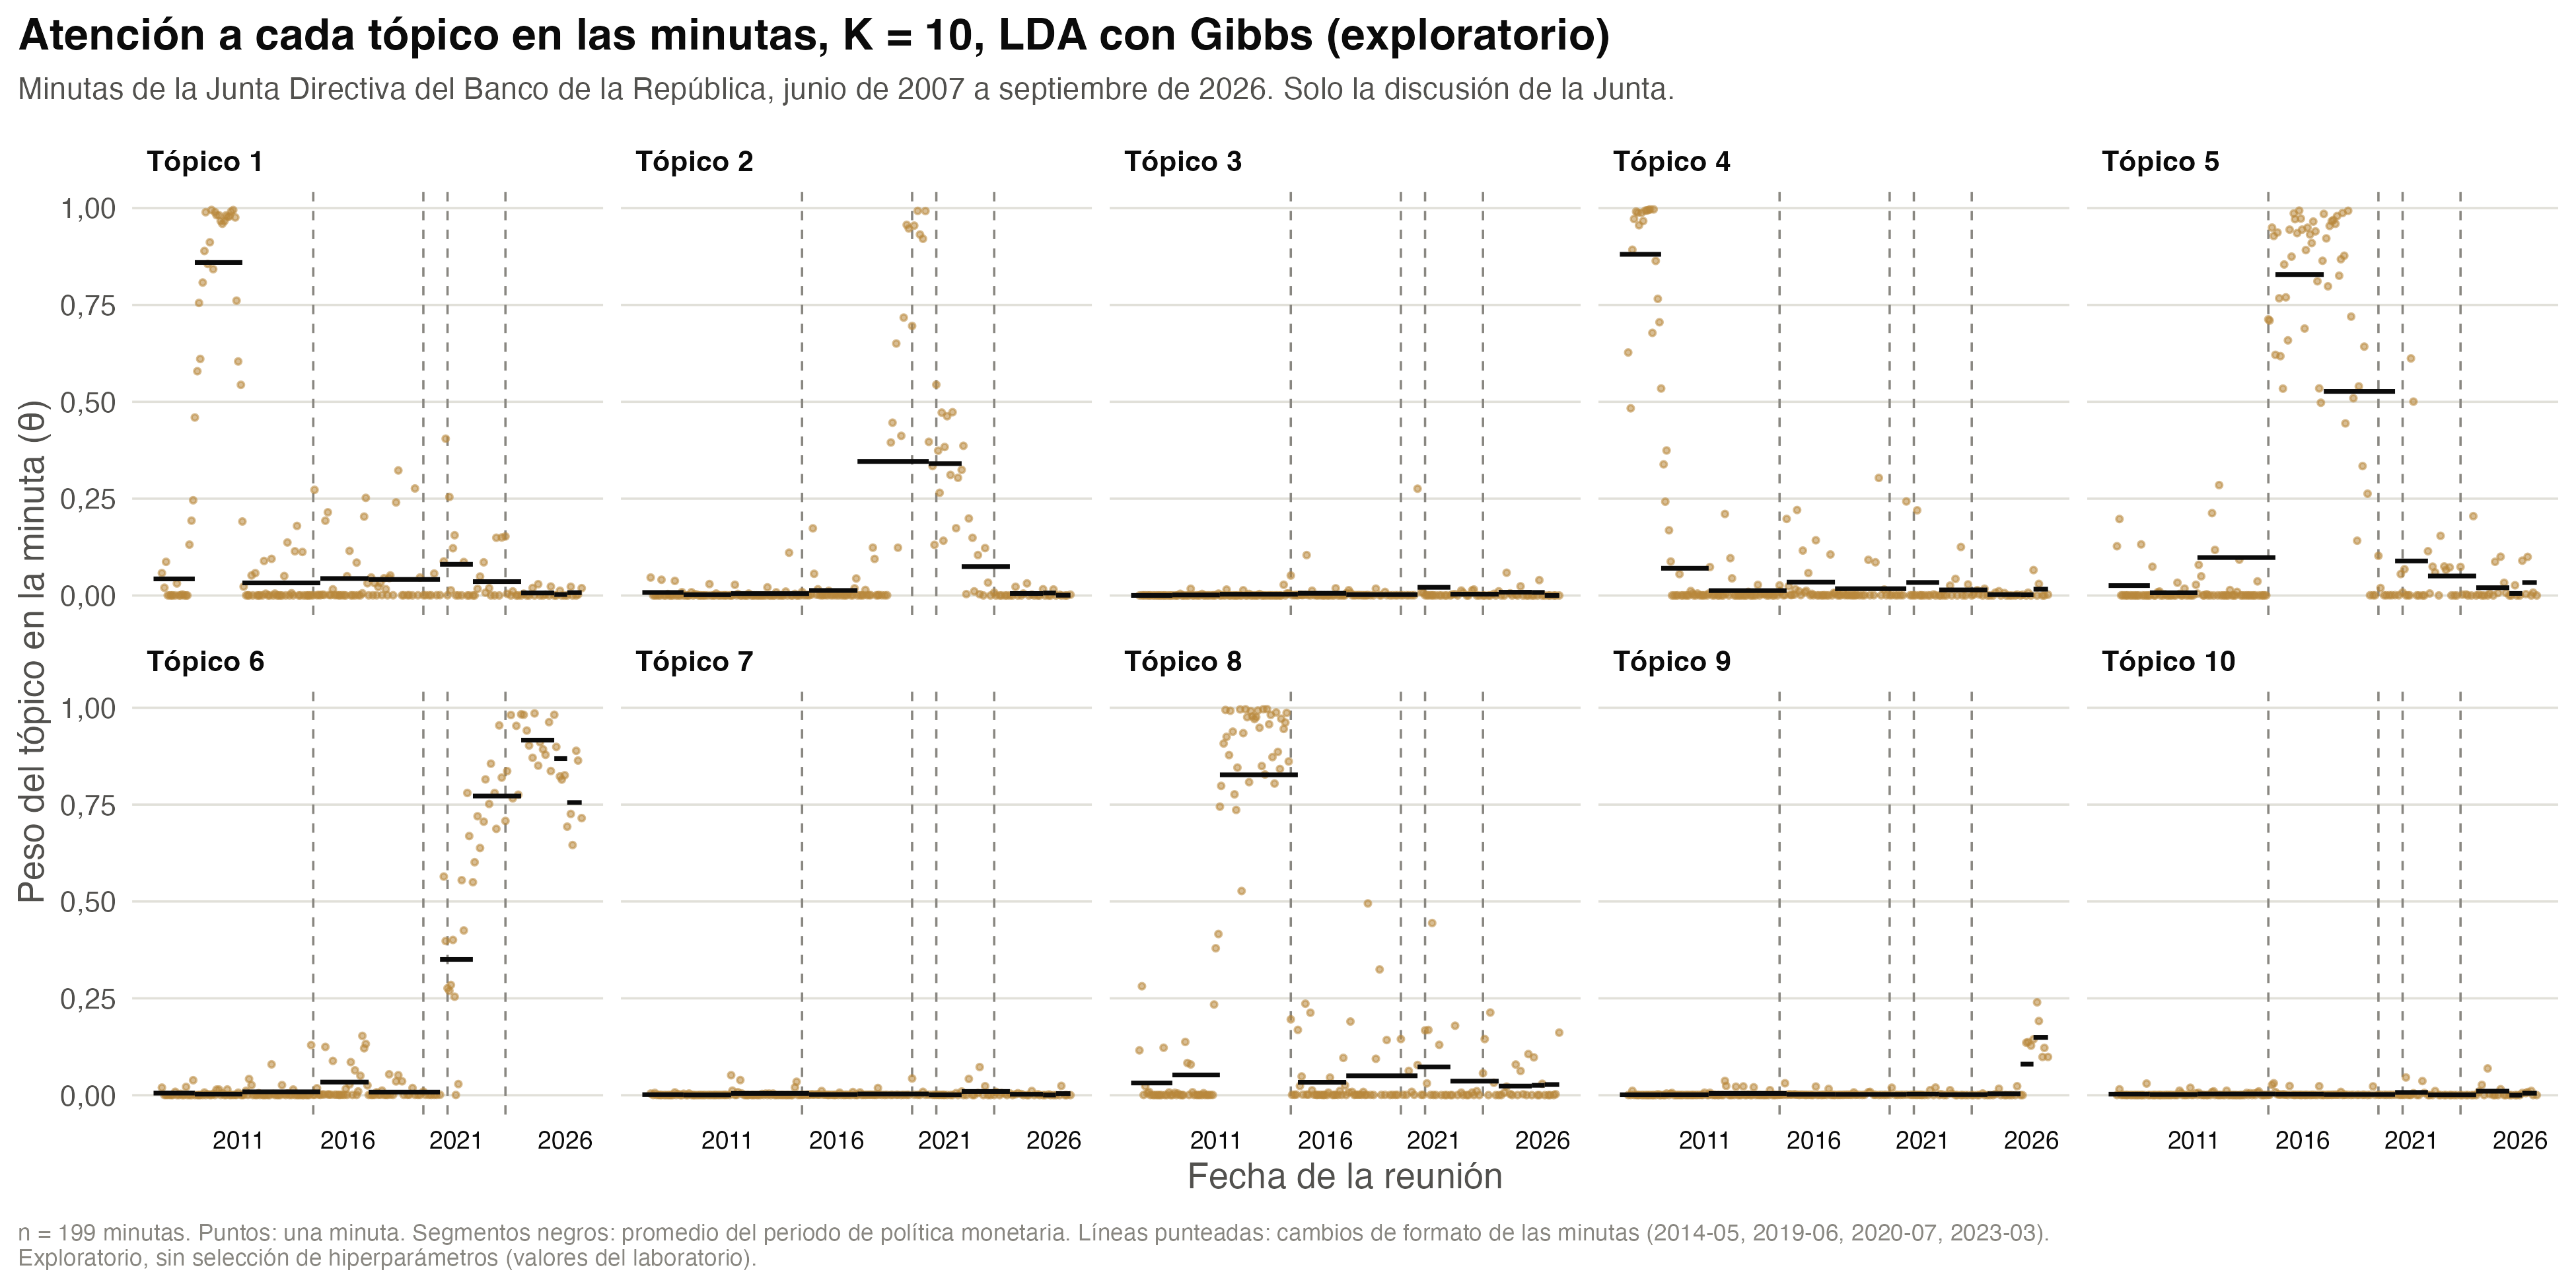 Atención a cada tópico en las minutas, K = 10, LDA con Gibbs (exploratorio)
Minutas de la Junta Directiva del Banco de la República, junio de 2007 a septiembre de 2026. Solo la discusión de la Junta.
Tópico 1
Tópico 2
Tópico 3
Tópico 4
Tópico 5
1,00
0,75
0,50
0,25
0,00
Peso del tópico en la minuta (θ)
Tópico 6
Tópico 7
Tópico 8
Tópico 9
Tópico 10
1,00
0,75
0,50
0,25
0,00
2011 2016 2021 2026
2011 2016 2021 2026
2011 2016 2021 2026
2011 2016 2021 2026
2011 2016 2021 2026
Fecha de la reunión
n = 199 minutas. Puntos: una minuta. Segmentos negros: promedio del periodo de política monetaria. Líneas punteadas: cambios de formato de las minutas (2014-05, 2019-06, 2020-07, 2023-03).
Exploratorio, sin selección de hiperparámetros (valores del laboratorio).